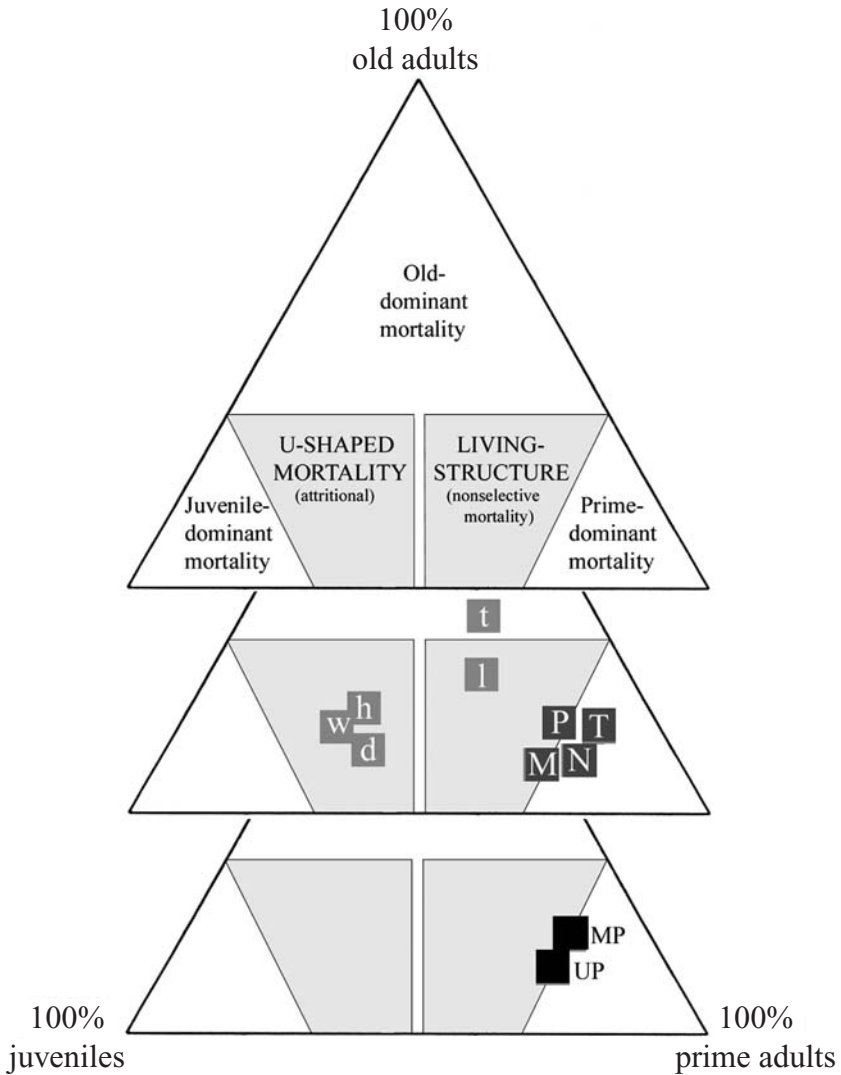 100%
old adults
Old-
dominant
mortality
U-SHAPED
MORTALITY
(attritional)
LIVING-
STRUCTURE
(nonselective
mortality)
Juvenile-
dominant
mortality
Prime-
dominant
mortality
t
l
h
w
d
P
T
M
N
MP
UP
100%
juveniles
100%
prime adults